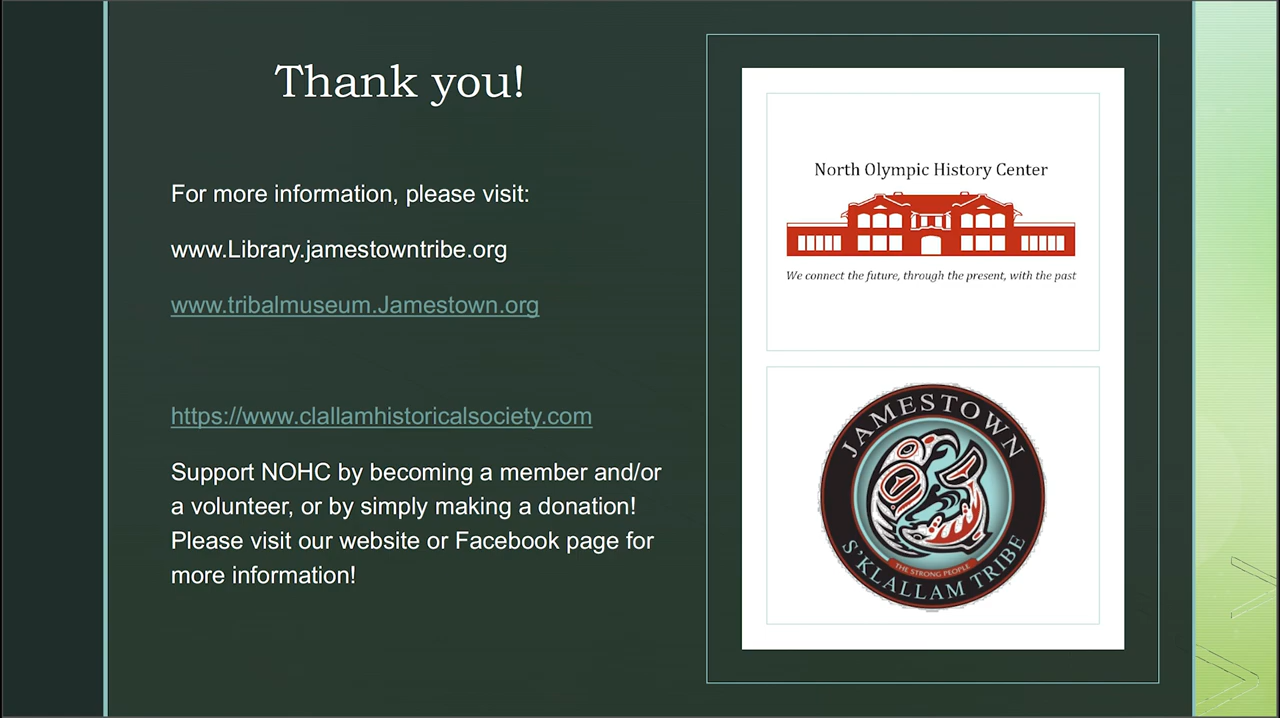 Thank you!
For more information, please visit:
www.Library.jamestowntribe.org
www.tribalmuseum.Jamestown.org
https://www.clallamhistoricalsociety.com
Support NOHC by becoming a member and/or
a volunteer, or by simply making a donation!
Please visit our website or Facebook page for
more information!
North Olympic History Center
We connect the future, through the present, with the past
JAMESTOWN
THE STRONG PEOPLE
S'KLALLAM TRIBE